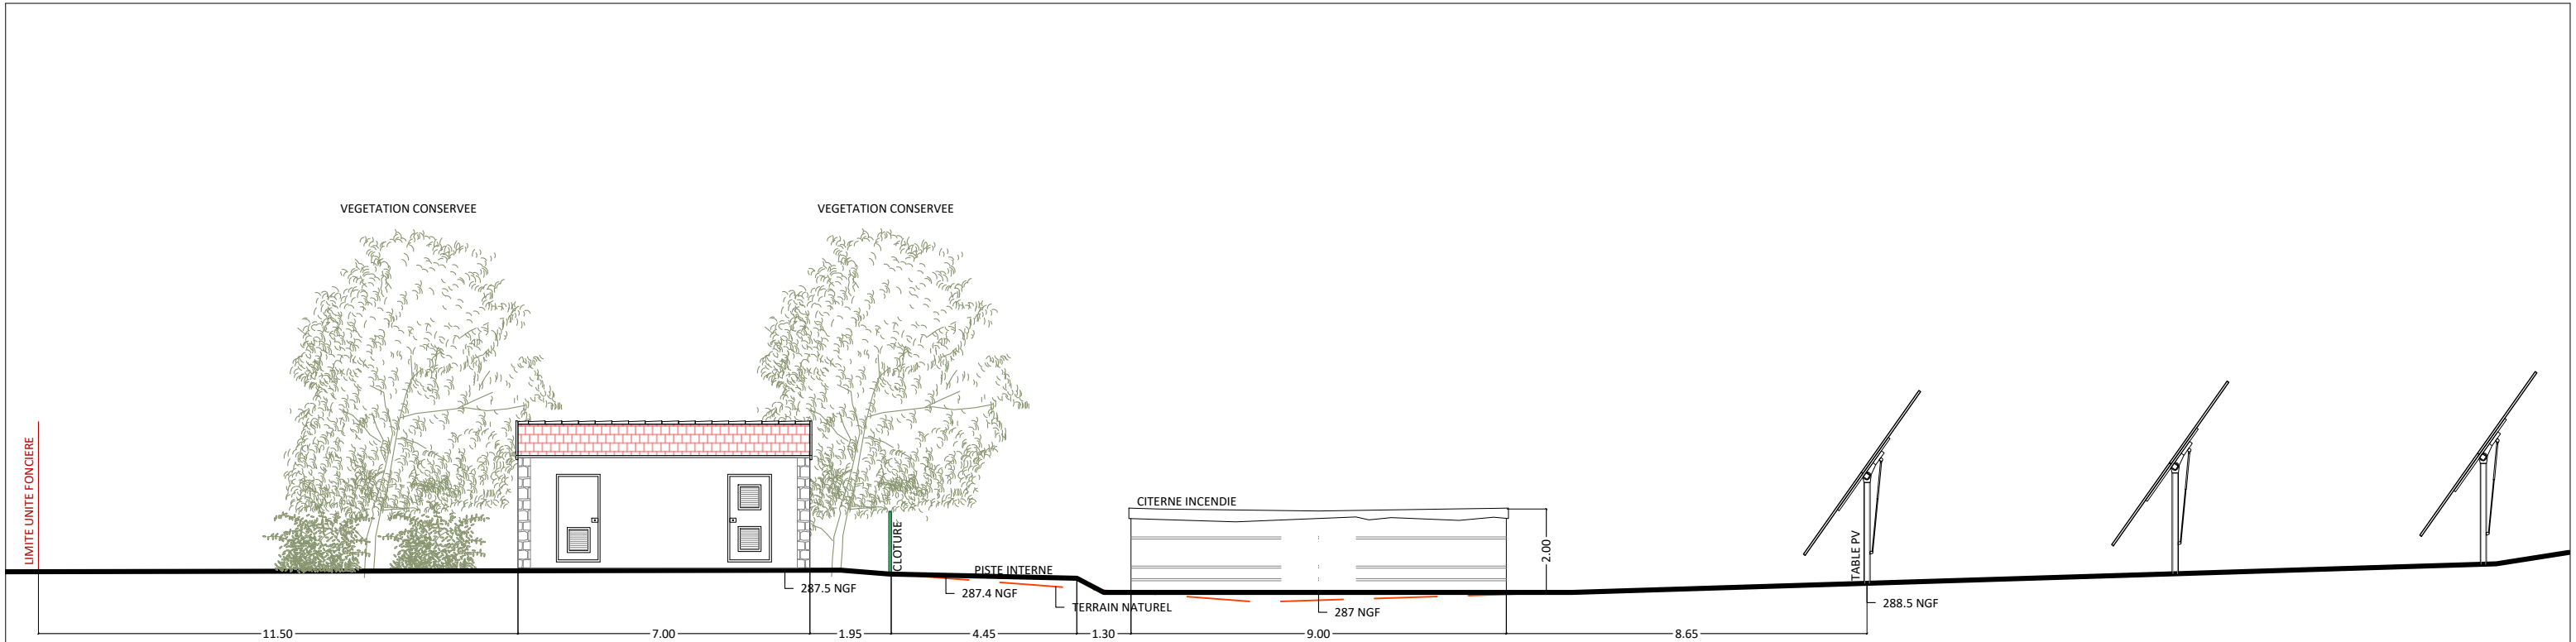 VEGETATION CONSERVEE
VEGETATION CONSERVEE
LIMITE UNITE FONCIERE
CLOTURE
CITERNE INCENDIE
2.00
TABLE PV
PISTE INTERNE
287.5 NGF
287.4 NGF
TERRAIN NATUREL
287 NGF
288.5 NGF
11.50
7.00
1.95
4.45
1.30
9.00
8.65